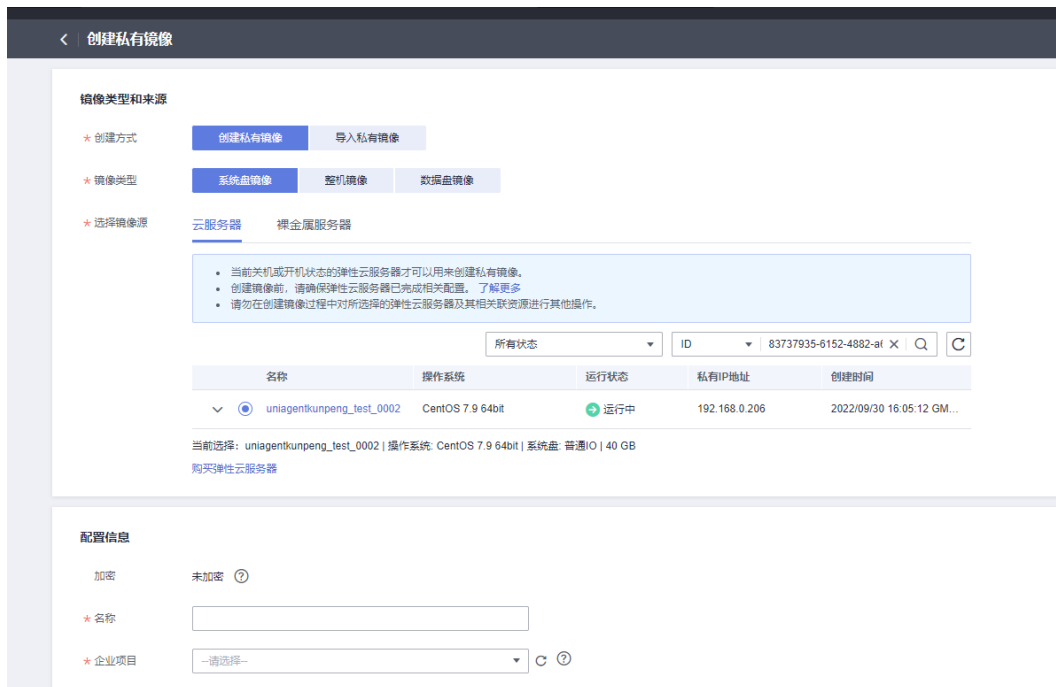 创建私有镜像
镜像类型和来源
★ 创建方式 创建私有镜像 导入私有镜像
★ 镜像类型 系统盘镜像 整机镜像 数据盘镜像
★ 选择镜像源 云服务器 裸金属服务器
• 当前关机或开机状态的弹性云服务器才可以用来创建私有镜像。
• 创建镜像前，请确保弹性云服务器已完成相关配置。 了解更多
• 请勿在创建镜像过程中对所选择的弹性云服务器及其相关联资源进行其他操作。
所有状态 ID 83737935-6152-4882-a
名称 操作系统 运行状态 私有IP地址 创建时间
uniagentkunpeng_test_0002 CentOS 7.9 64bit 运行中 192.168.0.206 2022/09/30 16:05:12 GM...
当前选择：uniagentkunpeng_test_0002 | 操作系统: CentOS 7.9 64bit | 系统盘: 普通IO | 40 GB
购买弹性云服务器
配置信息
加密 未加密 ?
★ 名称
★ 企业项目 --请选择-- ?